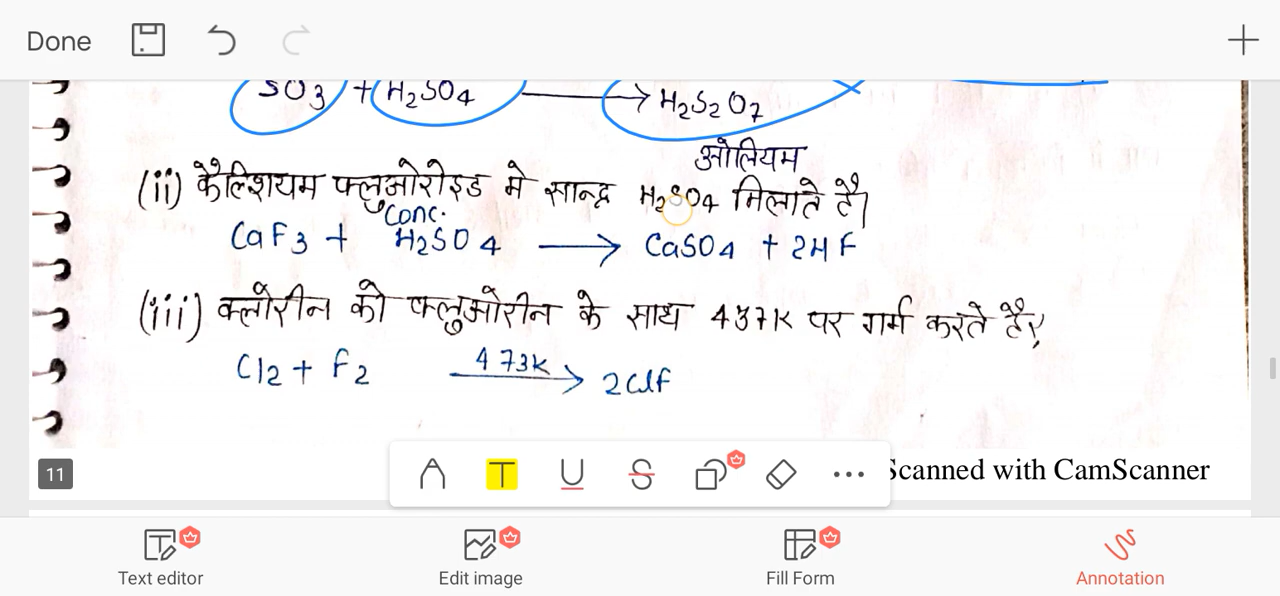 Done
SO3 + H2SO4 ⟶ H2S2O7
ओलियम
(ii) कैल्शियम फ्लुओरोइड मे सान्द्र H2SO4 मिलाते है।
conc.
CaF3 + H2SO4 ⟶ CaSO4 + 2HF
(iii) क्लोरीन को फ्लुओरीन के साथ 437K पर गर्म करते है।
Cl2 + F2 473K ⟶ 2ClF
11
Scanned with CamScanner
Text editor
Edit image
Fill Form
Annotation